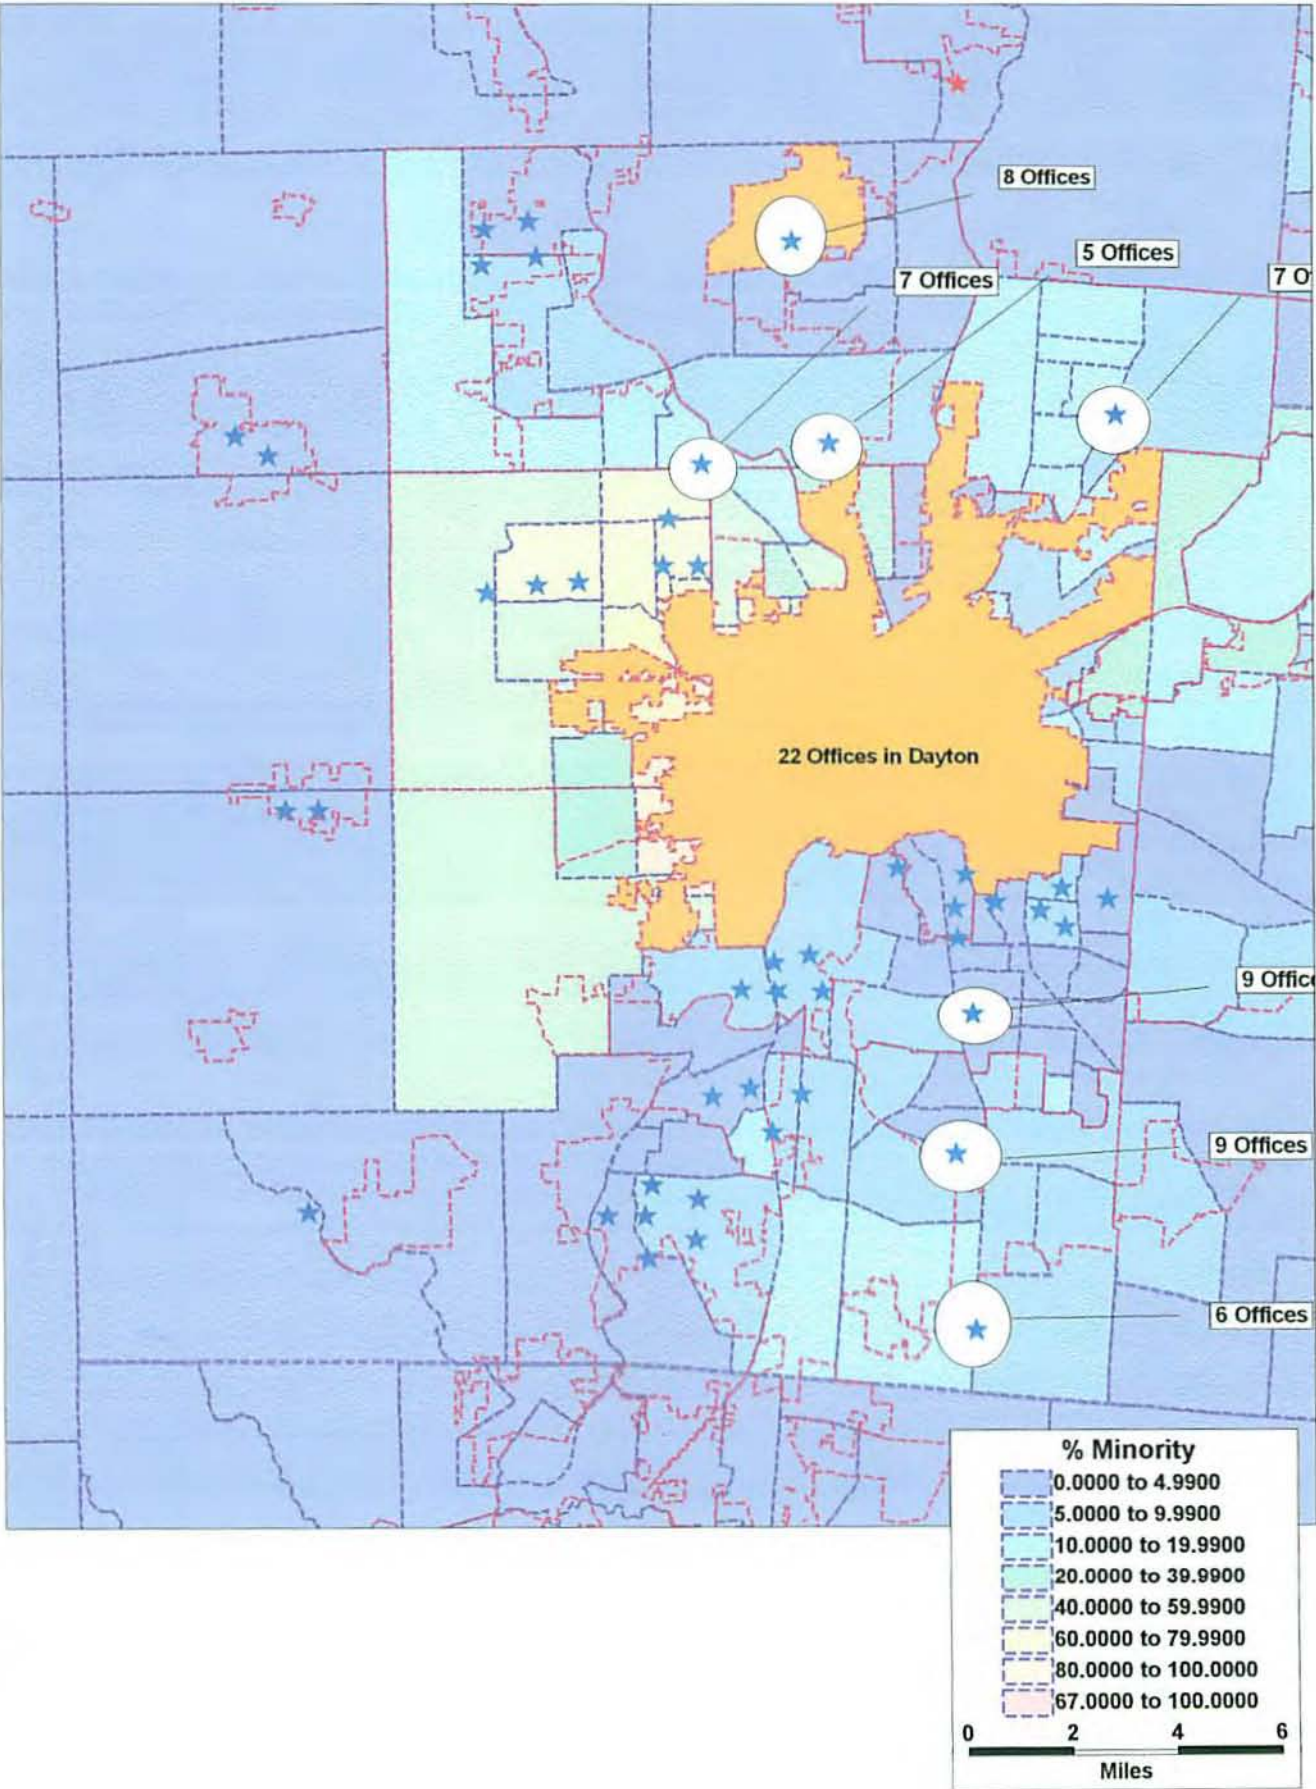 8 Offices
5 Offices
7 Offices
7 O
22 Offices in Dayton
9 Office
9 Offices
6 Offices
% Minority
0.0000 to 4.9900
5.0000 to 9.9900
10.0000 to 19.9900
20.0000 to 39.9900
40.0000 to 59.9900
60.0000 to 79.9900
80.0000 to 100.0000
67.0000 to 100.0000
0 2 4 6
Miles